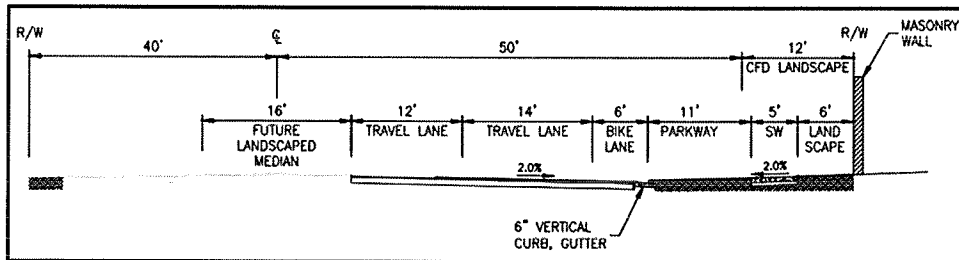 R/W
℄
R/W
MASONRY
WALL
40'
50'
12'
CFD LANDSCAPE
16'
12'
14'
6'
11'
5'
6'
FUTURE
LANDSCAPED
MEDIAN
TRAVEL LANE
TRAVEL LANE
BIKE
LANE
PARKWAY
SW
LAND
SCAPE
2.0%
2.0%
6" VERTICAL
CURB, GUTTER